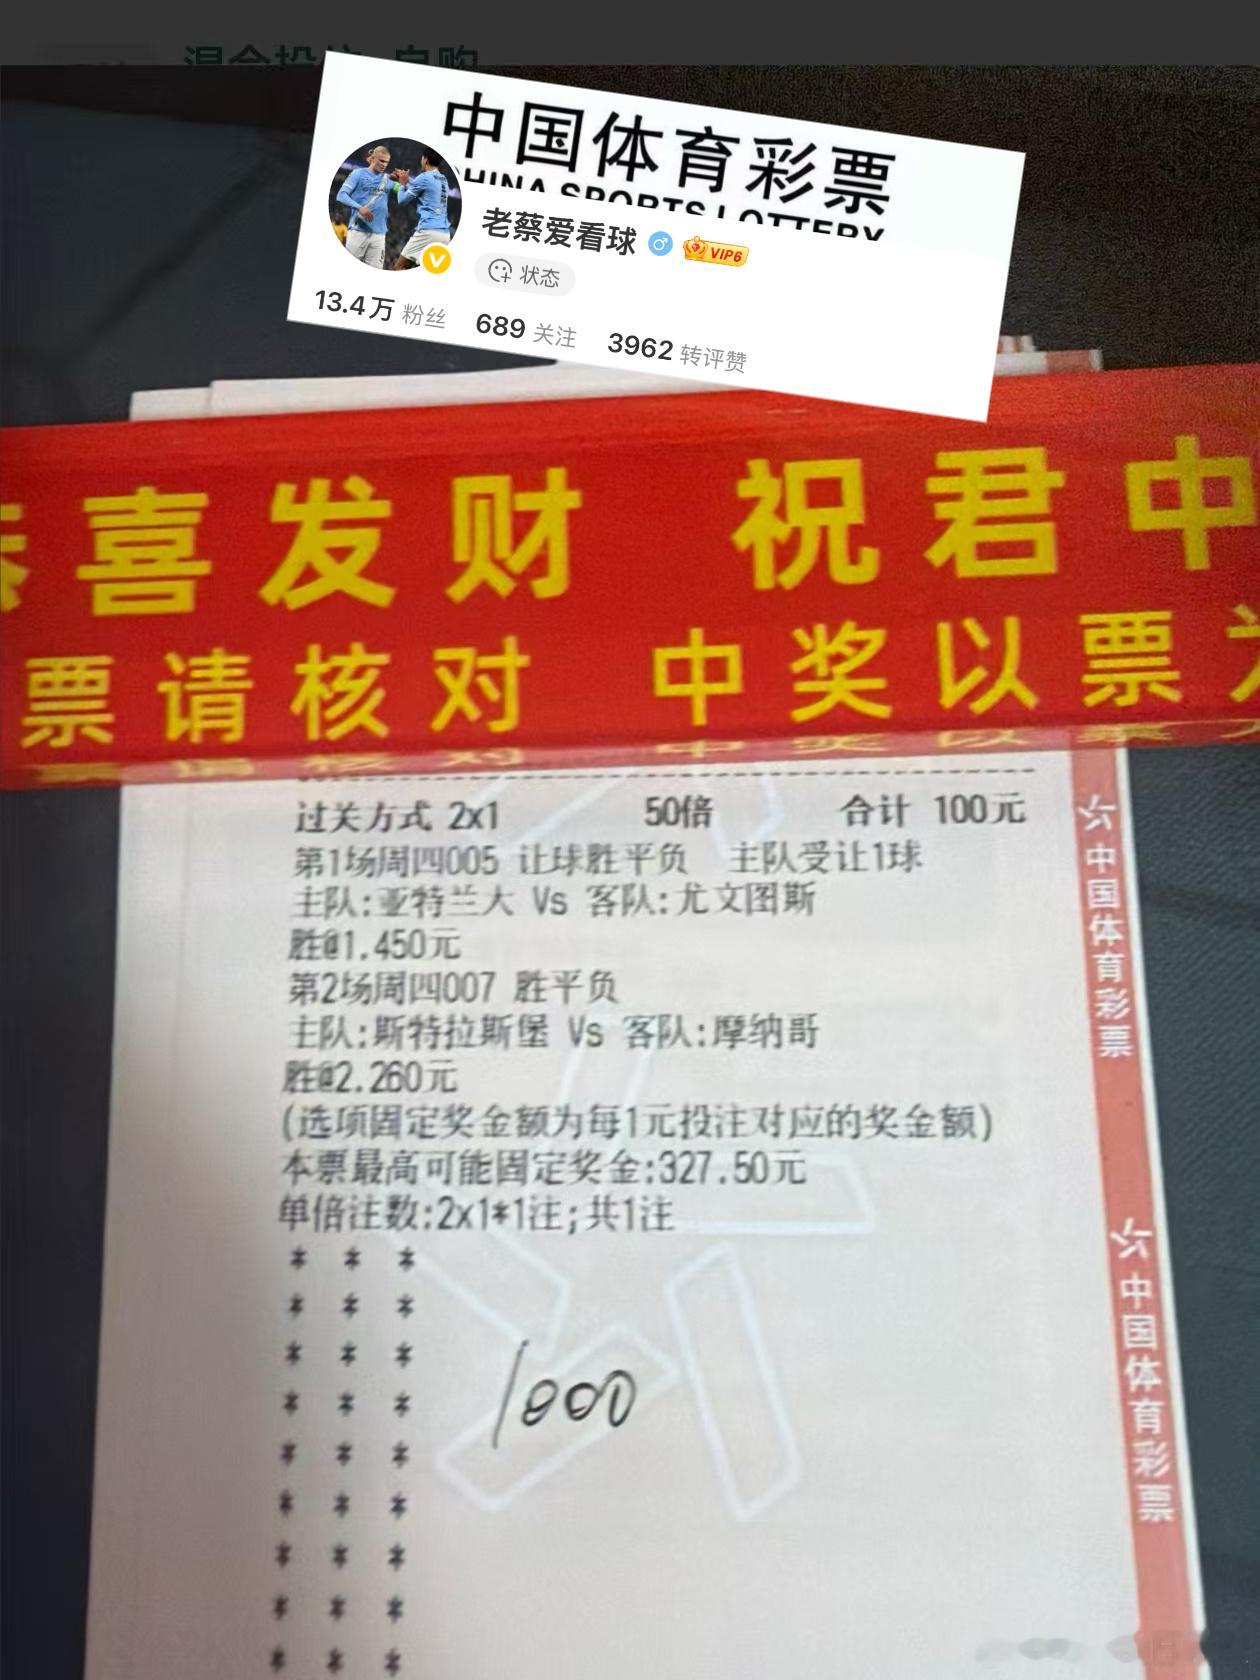 中国体育彩票
CHINA SPORTS LOTTERY
老蔡爱看球 VIP6
状态
13.4万 粉丝 689 关注 3962 转评赞
恭喜发财 祝君中
票请核对 中奖以票为
过关方式 2x1 50倍 合计 100元
第1场周四005 让球胜平负 主队受让1球
主队:亚特兰大 Vs 客队:尤文图斯
胜@1.450元
第2场周四007 胜平负
主队:斯特拉斯堡 Vs 客队:摩纳哥
胜@2.260元
(选项固定奖金额为每1元投注对应的奖金额)
本票最高可能固定奖金:327.50元
单倍注数:2x1*1注;共1注
* * *
* * *
* * *
* * *
* * *
* * *
* * *
* * *
* * *
1000
中国体育彩票
中国体育彩票